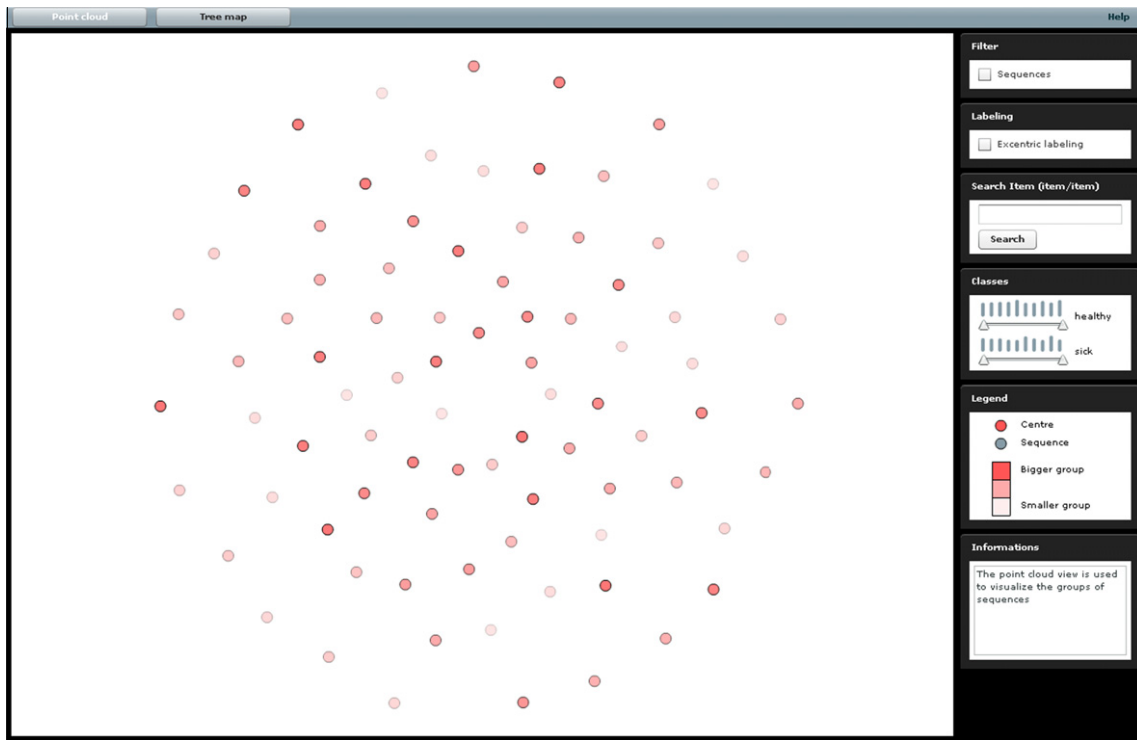 Point cloud Tree map Help
Filter
Sequences
Labeling
Excentric labeling
Search Item (item/item)
Search
Classes
healthy
sick
Legend
Centre
Sequence
Bigger group
Smaller group
Informations
The point cloud view is used
to visualize the groups of
sequences